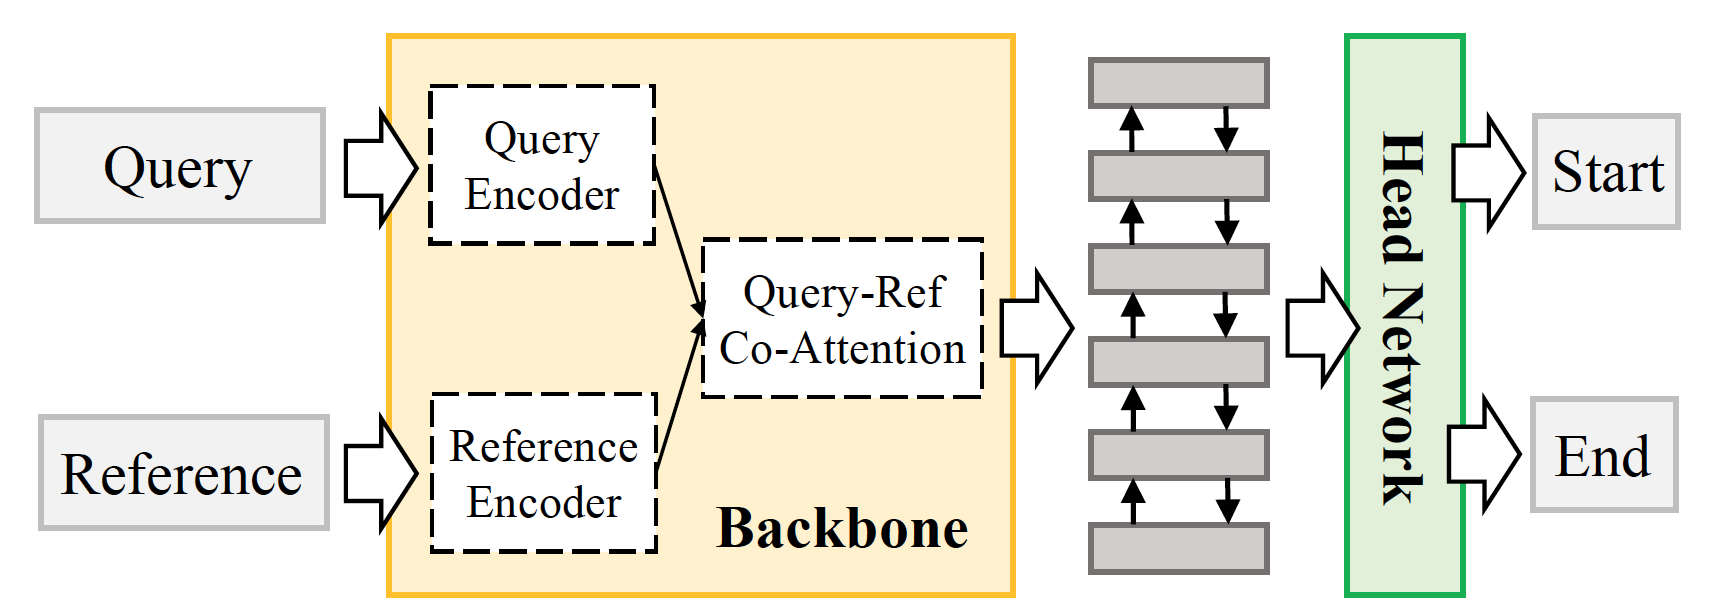 Query
Reference
Query
Encoder
Reference
Encoder
Query-Ref
Co-Attention
Backbone
Head Network
Start
End